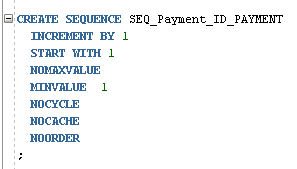 CREATE SEQUENCE SEQ_Payment_ID_PAYMENT
INCREMENT BY 1
START WITH 1
NOMAXVALUE
MINVALUE  1
NOCYCLE
NOCACHE
NOORDER
;